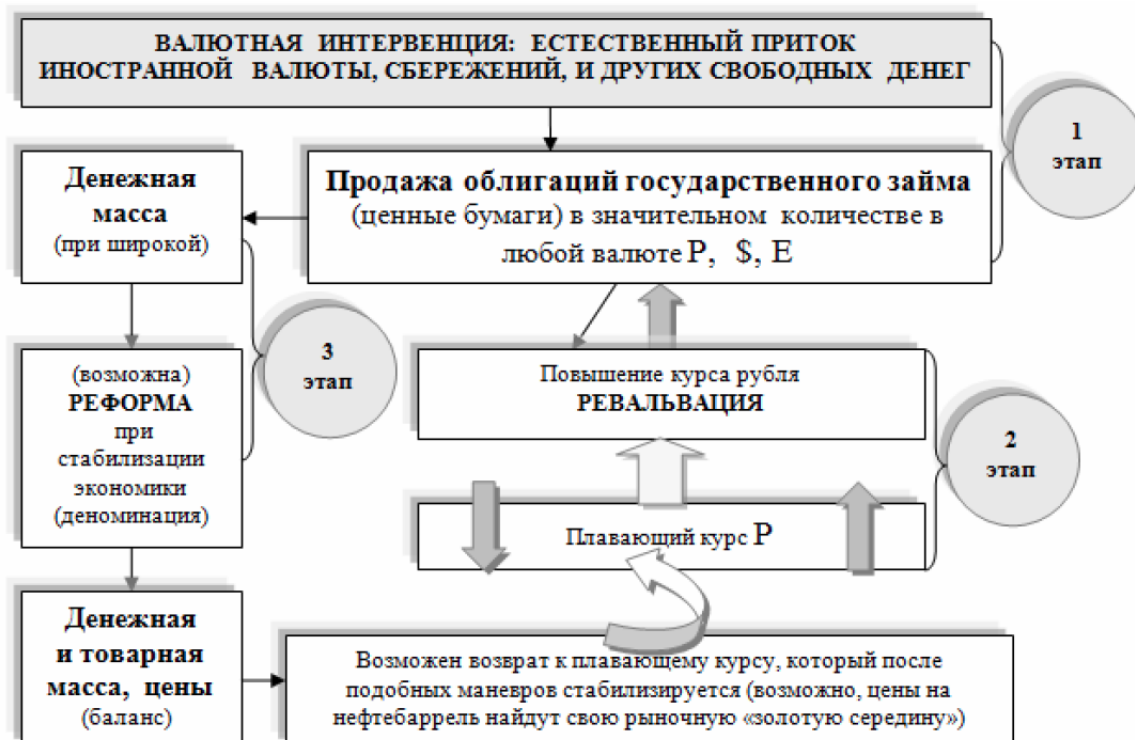 ВАЛЮТНАЯ ИНТЕРВЕНЦИЯ: ЕСТЕСТВЕННЫЙ ПРИТОК
ИНОСТРАННОЙ ВАЛЮТЫ, СБЕРЕЖЕНИЙ, И ДРУГИХ СВОБОДНЫХ ДЕНЕГ
1
этап
Денежная
масса
(при широкой)
Продажа облигаций государственного займа
(ценные бумаги) в значительном количестве в
любой валюте Р, $, Е
3
этап
(возможна)
РЕФОРМА
при
стабилизации
экономики
(деноминация)
Повышение курса рубля
РЕВАЛЬВАЦИЯ
2
этап
Плавающий курс Р
Денежная
и товарная
масса, цены
(баланс)
Возможен возврат к плавающему курсу, который после
подобных маневров стабилизируется (возможно, цены на
нефтебаррель найдут свою рыночную «золотую середину»)